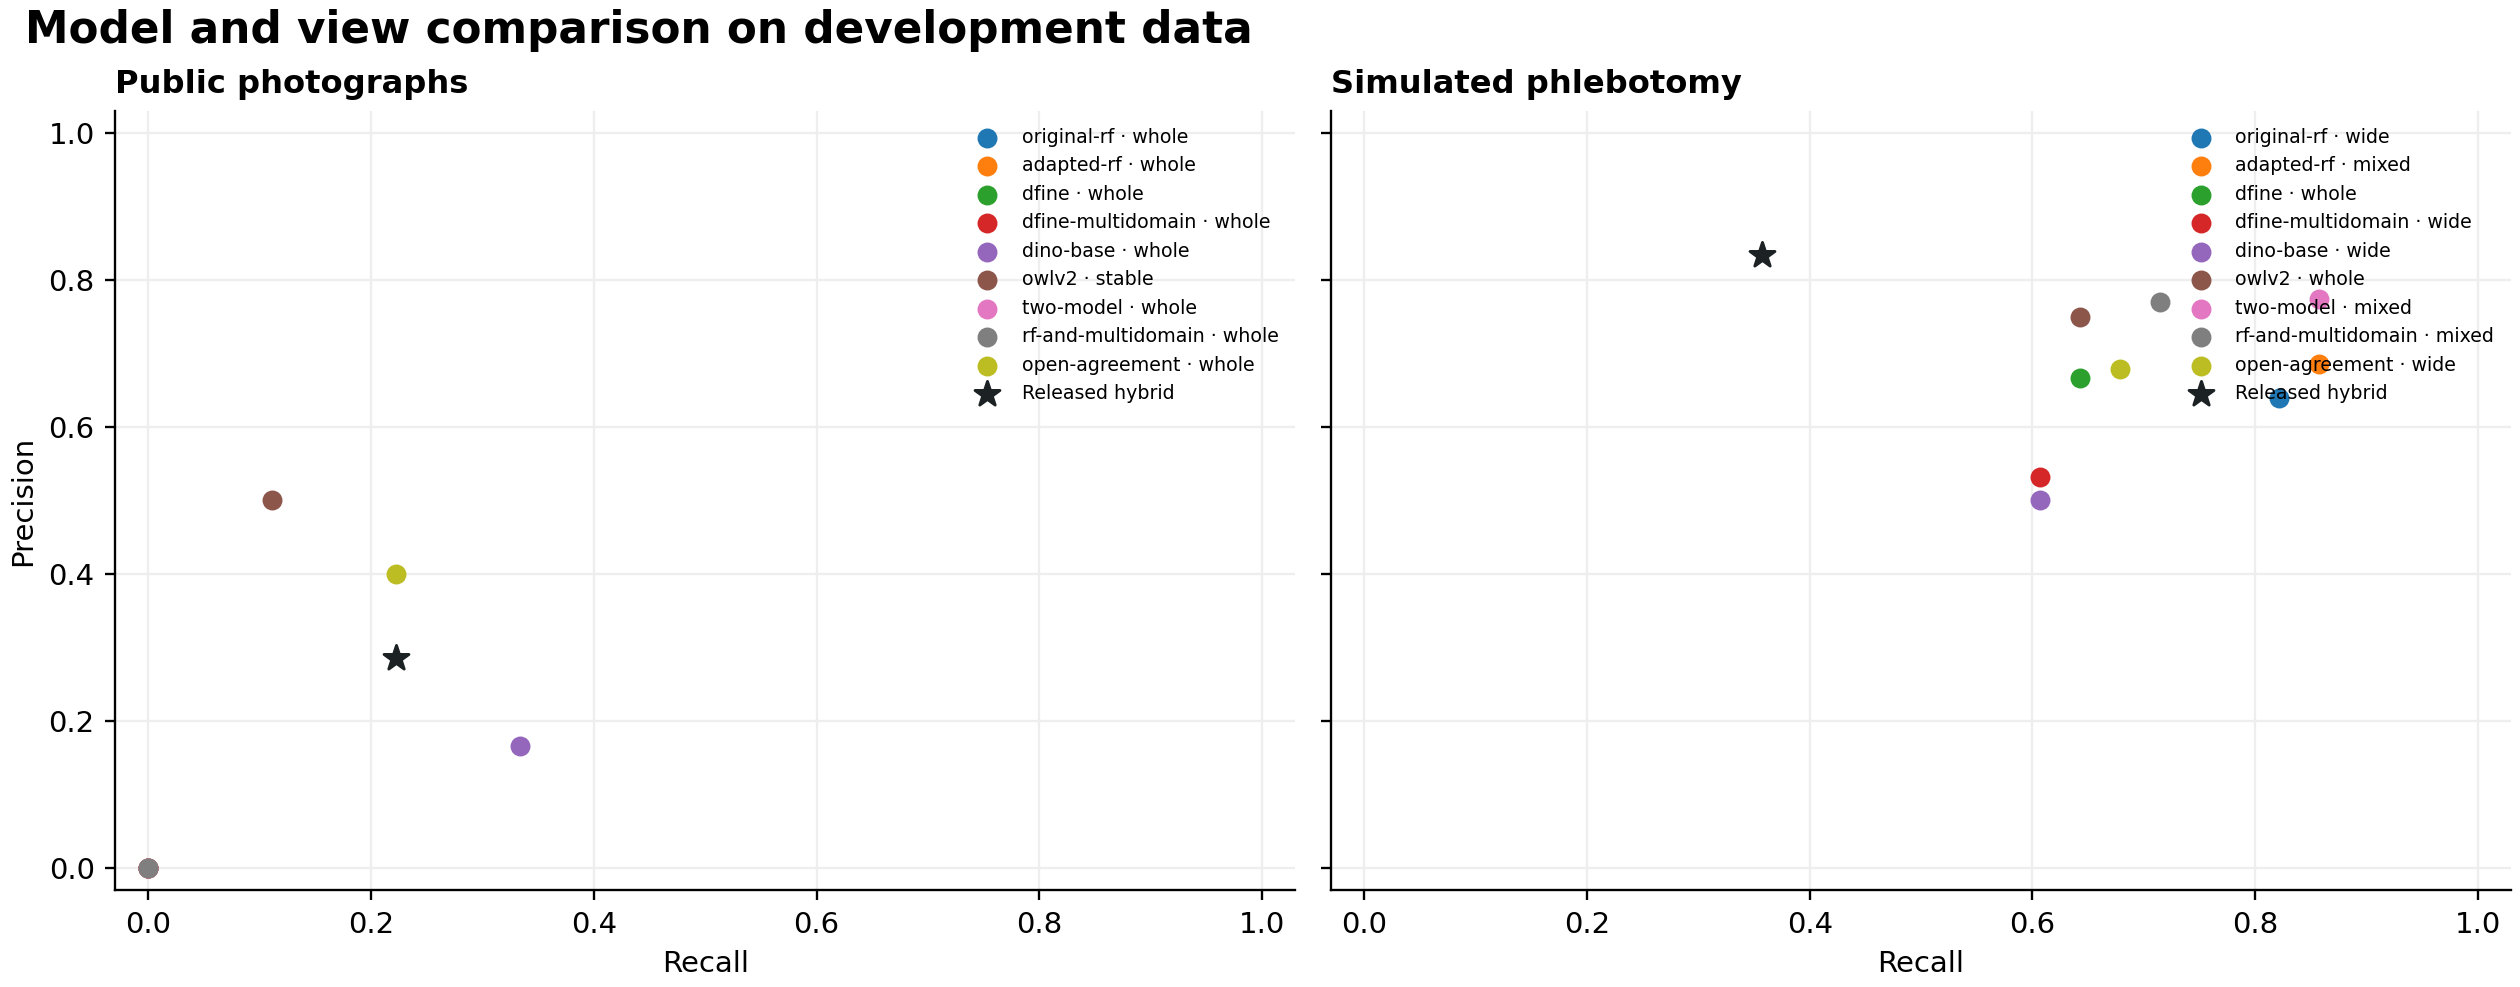 Model and view comparison on development data
Public photographs
Precision
1.0
0.8
0.6
0.4
0.2
0.0
original-rf · whole
adapted-rf · whole
dfine · whole
dfine-multidomain · whole
dino-base · whole
owlv2 · stable
two-model · whole
rf-and-multidomain · whole
open-agreement · whole
Released hybrid
0.0 0.2 0.4 0.6 0.8 1.0
Recall
Simulated phlebotomy
original-rf · wide
adapted-rf · mixed
dfine · whole
dfine-multidomain · wide
dino-base · wide
owlv2 · whole
two-model · mixed
rf-and-multidomain · mixed
open-agreement · wide
Released hybrid
0.0 0.2 0.4 0.6 0.8 1.0
Recall